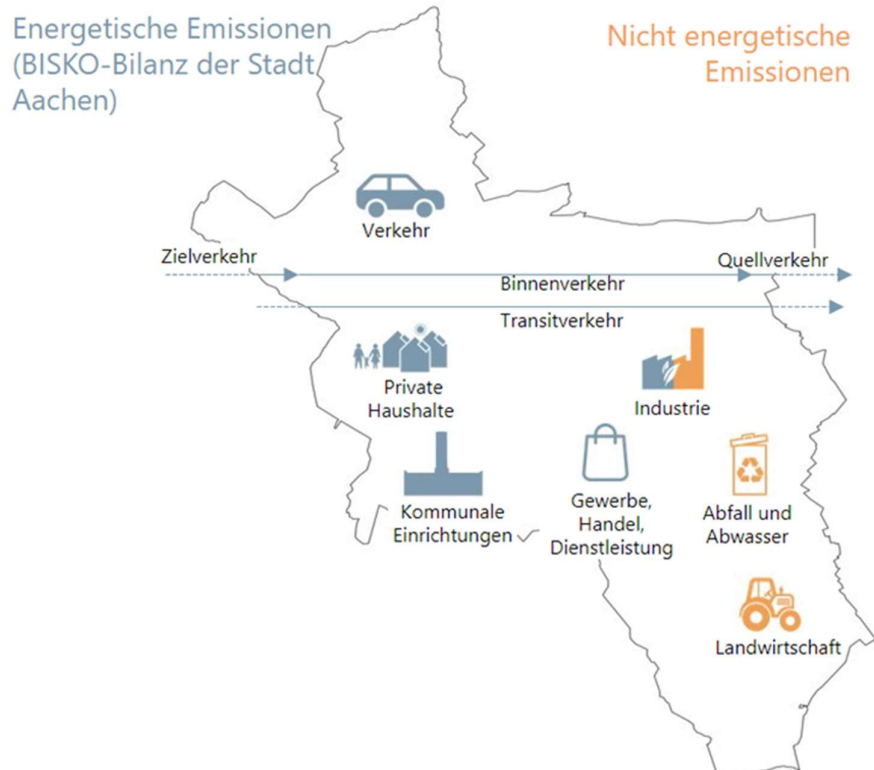 Energetische Emissionen
(BISKO-Bilanz der Stadt
Aachen)
Nicht energetische
Emissionen
Verkehr
Zielverkehr
Quellverkehr
Binnenverkehr
Transitverkehr
Private
Haushalte
Industrie
Kommunale
Einrichtungen
Gewerbe,
Handel,
Dienstleistung
Abfall und
Abwasser
Landwirtschaft